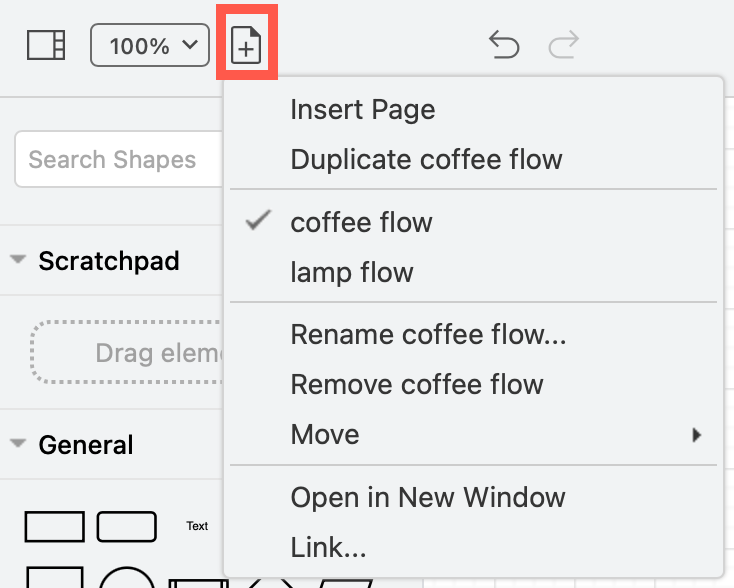 100%
Insert Page
Search Shapes
Duplicate coffee flow
coffee flow
Scratchpad
lamp flow
Rename coffee flow...
Drag elem
Remove coffee flow
Move
General
Open in New Window
Text
Link...